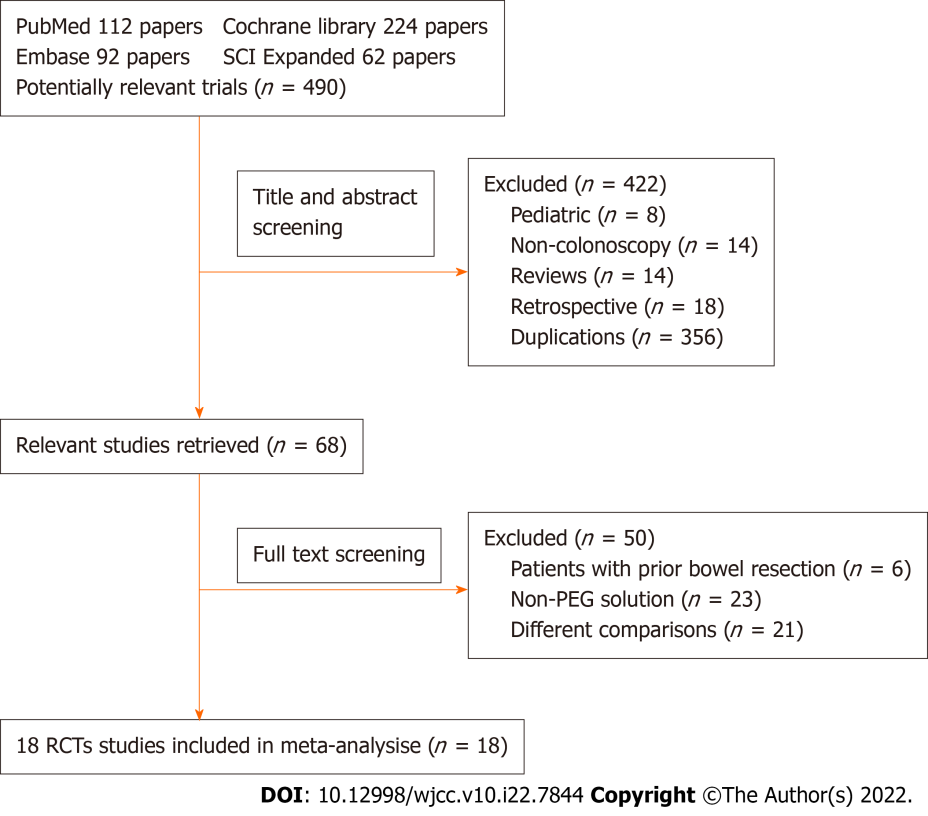 PubMed 112 papers Cochrane library 224 papers
Embase 92 papers SCI Expanded 62 papers
Potentially relevant trials (n = 490)
Title and abstract
screening
Excluded (n = 422)
Pediatric (n = 8)
Non-colonoscopy (n = 14)
Reviews (n = 14)
Retrospective (n = 18)
Duplications (n = 356)
Relevant studies retrieved (n = 68)
Full text screening
Excluded (n = 50)
Patients with prior bowel resection (n = 6)
Non-PEG solution (n = 23)
Different comparisons (n = 21)
18 RCTs studies included in meta-analysise (n = 18)
DOI: 10.12998/wjcc.v10.i22.7844 Copyright ©The Author(s) 2022.